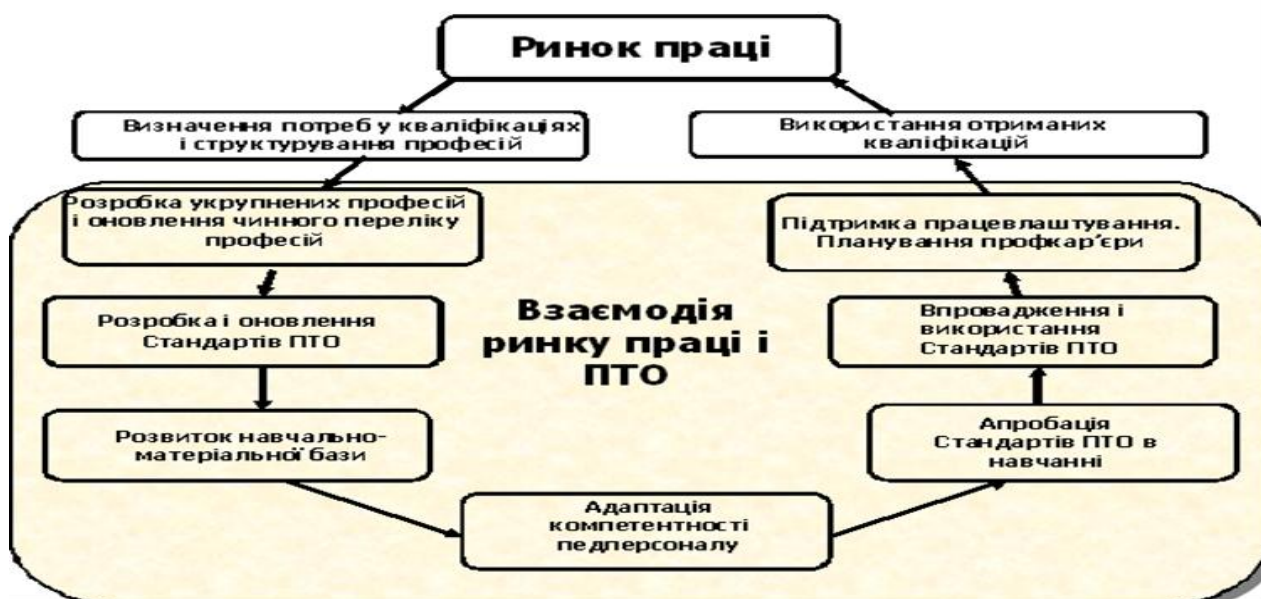 Ринок праці
Визначення потреб у кваліфікаціях
і структурування професій
Використання отриманих
кваліфікацій
Розробка укрупнених професій
і оновлення чинного переліку
професій
Підтримка працевлаштування.
Планування профкар’єри
Розробка і оновлення
Стандартів ПТО
Взаємодія
ринку праці і
ПТО
Впровадження і
використання
Стандартів ПТО
Розвиток навчально-
матеріальної бази
Апробація
Стандартів ПТО в
навчанні
Адаптація
компетентності
педперсоналу